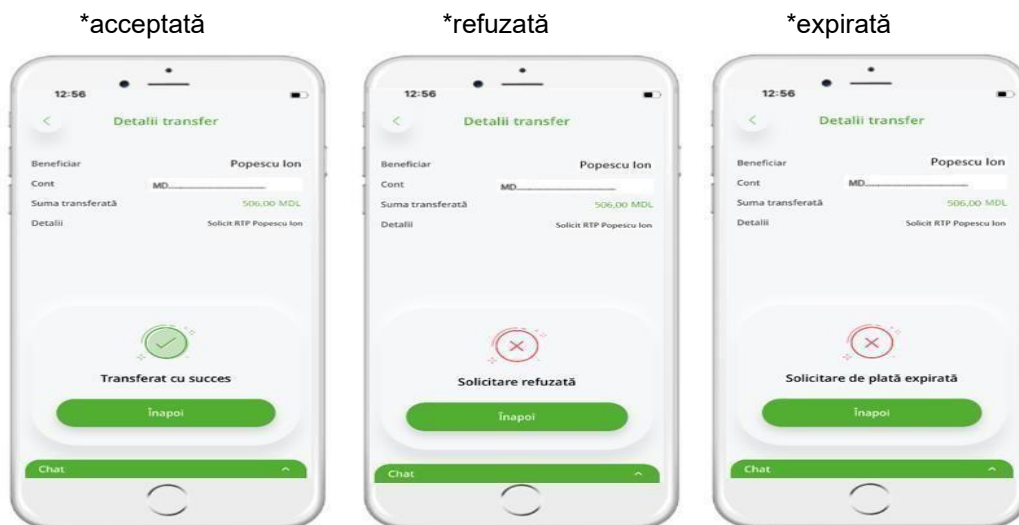 *acceptată
*refuzată
*expirată
12:56
Detalii transfer
Beneficiar Popescu Ion
Cont MD
Suma transferată 506,00 MDL
Detalii Solicit RTP Popescu Ion
Transferat cu succes
Înapoi
Chat
12:56
Detalii transfer
Beneficiar Popescu Ion
Cont MD
Suma transferată 506,00 MDL
Detalii Solicit RTP Popescu Ion
Solicitare refuzată
Înapoi
Chat
12:56
Detalii transfer
Beneficiar Popescu Ion
Cont MD
Suma transferată 506,00 MDL
Detalii Solicit RTP Popescu Ion
Solicitare de plată expirată
Înapoi
Chat